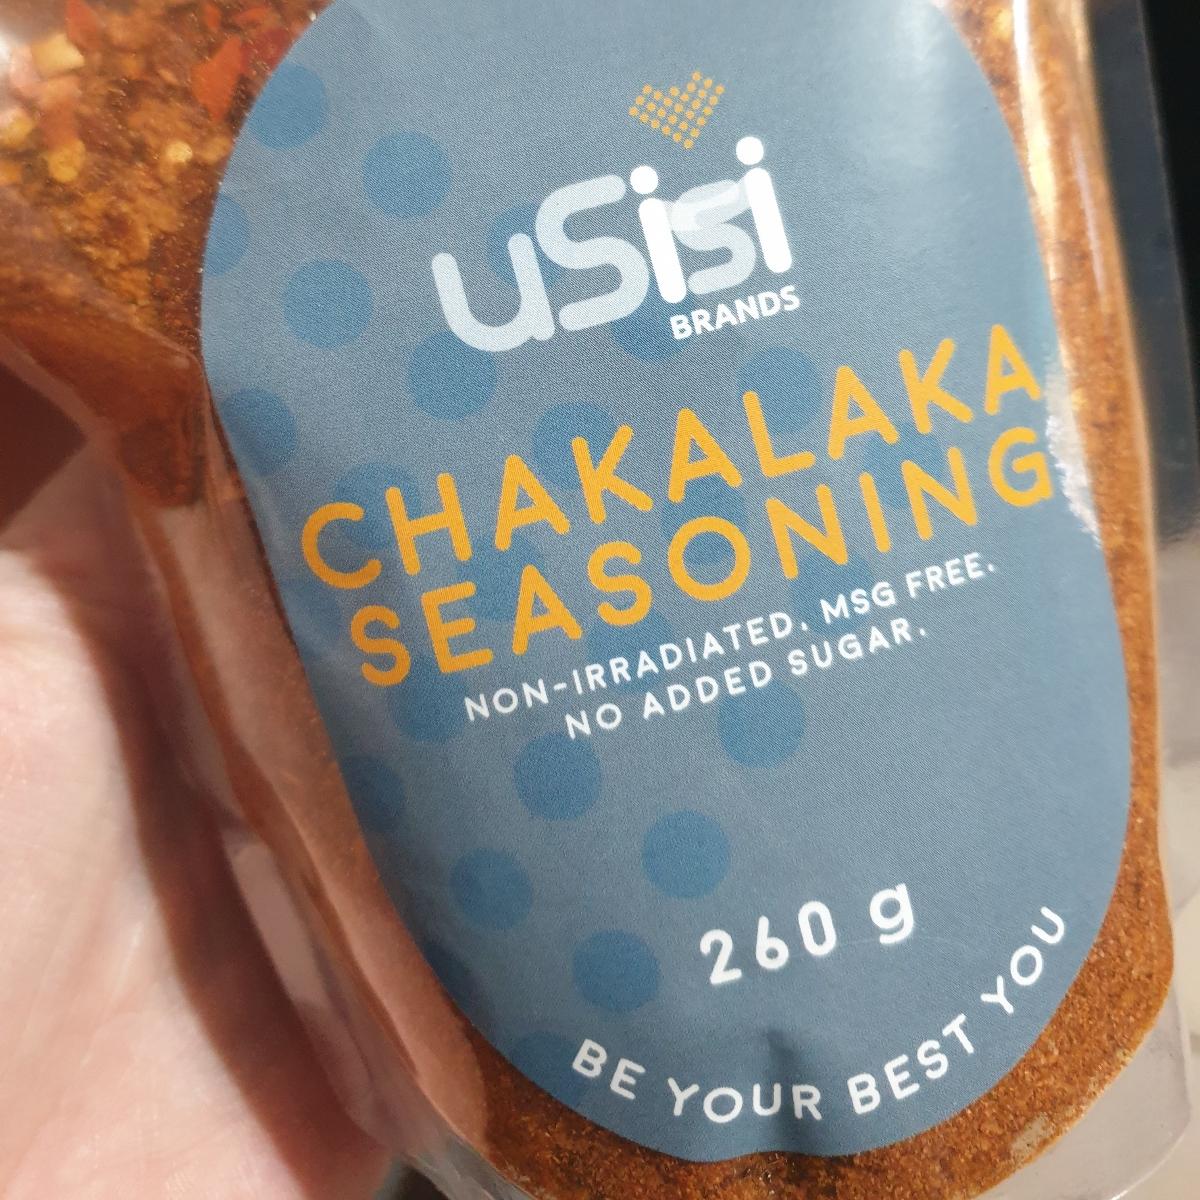 uSisi
BRANDS
CHAKALAKA
SEASONING
NON-IRRADIATED. MSG FREE.
NO ADDED SUGAR.
260 g
BE YOUR BEST YOU